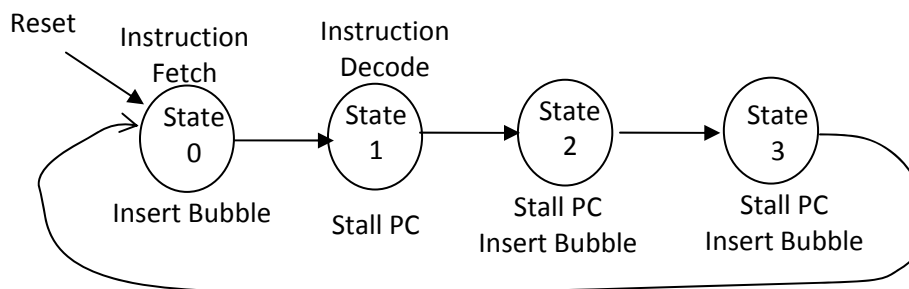 Reset
Instruction
Fetch
Instruction
Decode
State
0
State
1
State
2
State
3
Insert Bubble
Stall PC
Stall PC
Insert Bubble
Stall PC
Insert Bubble